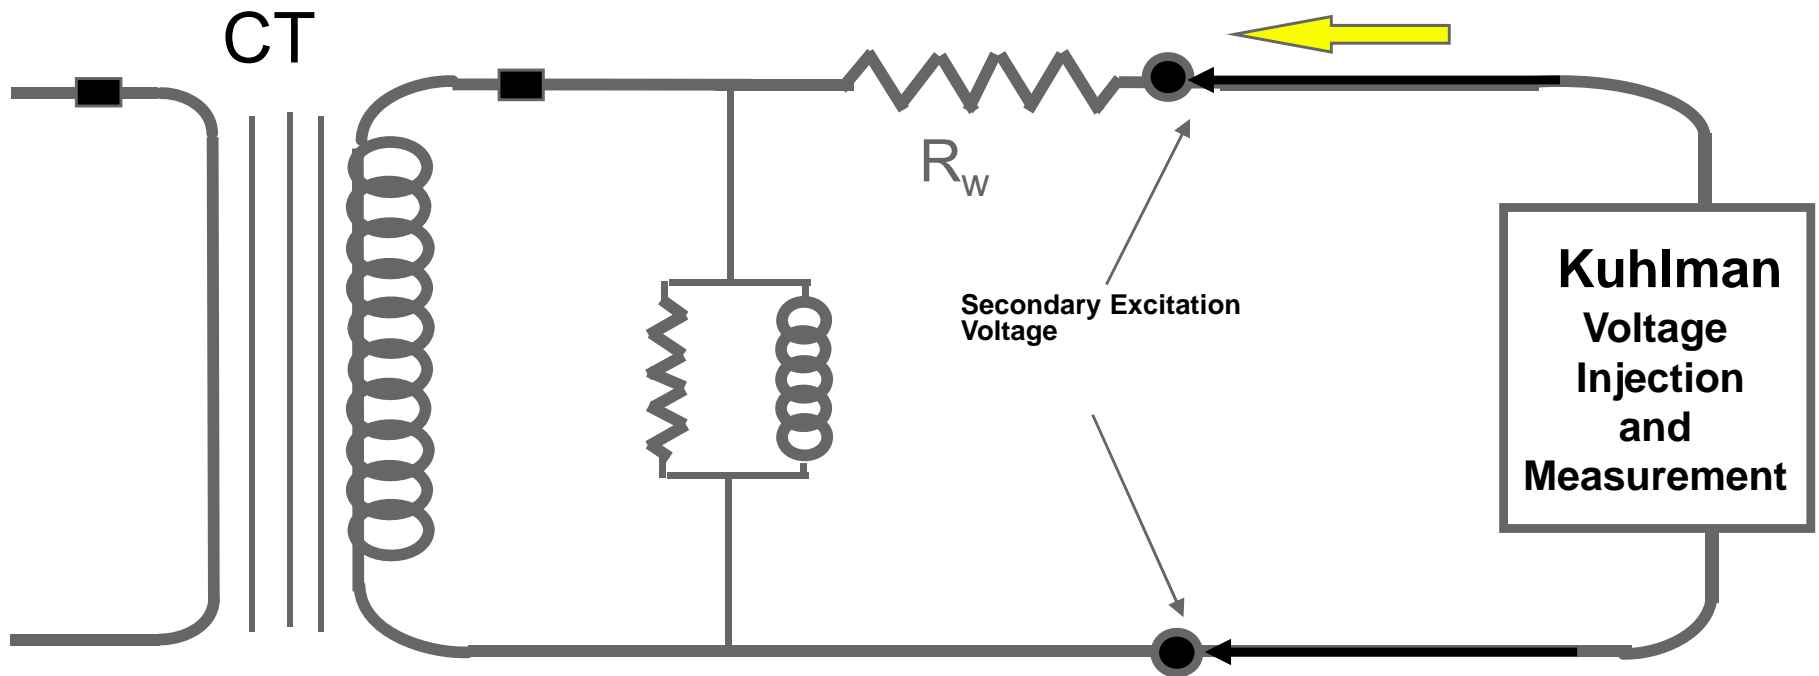 CT
Rw
Secondary Excitation
Voltage
Kuhlman
Voltage
Injection
and
Measurement